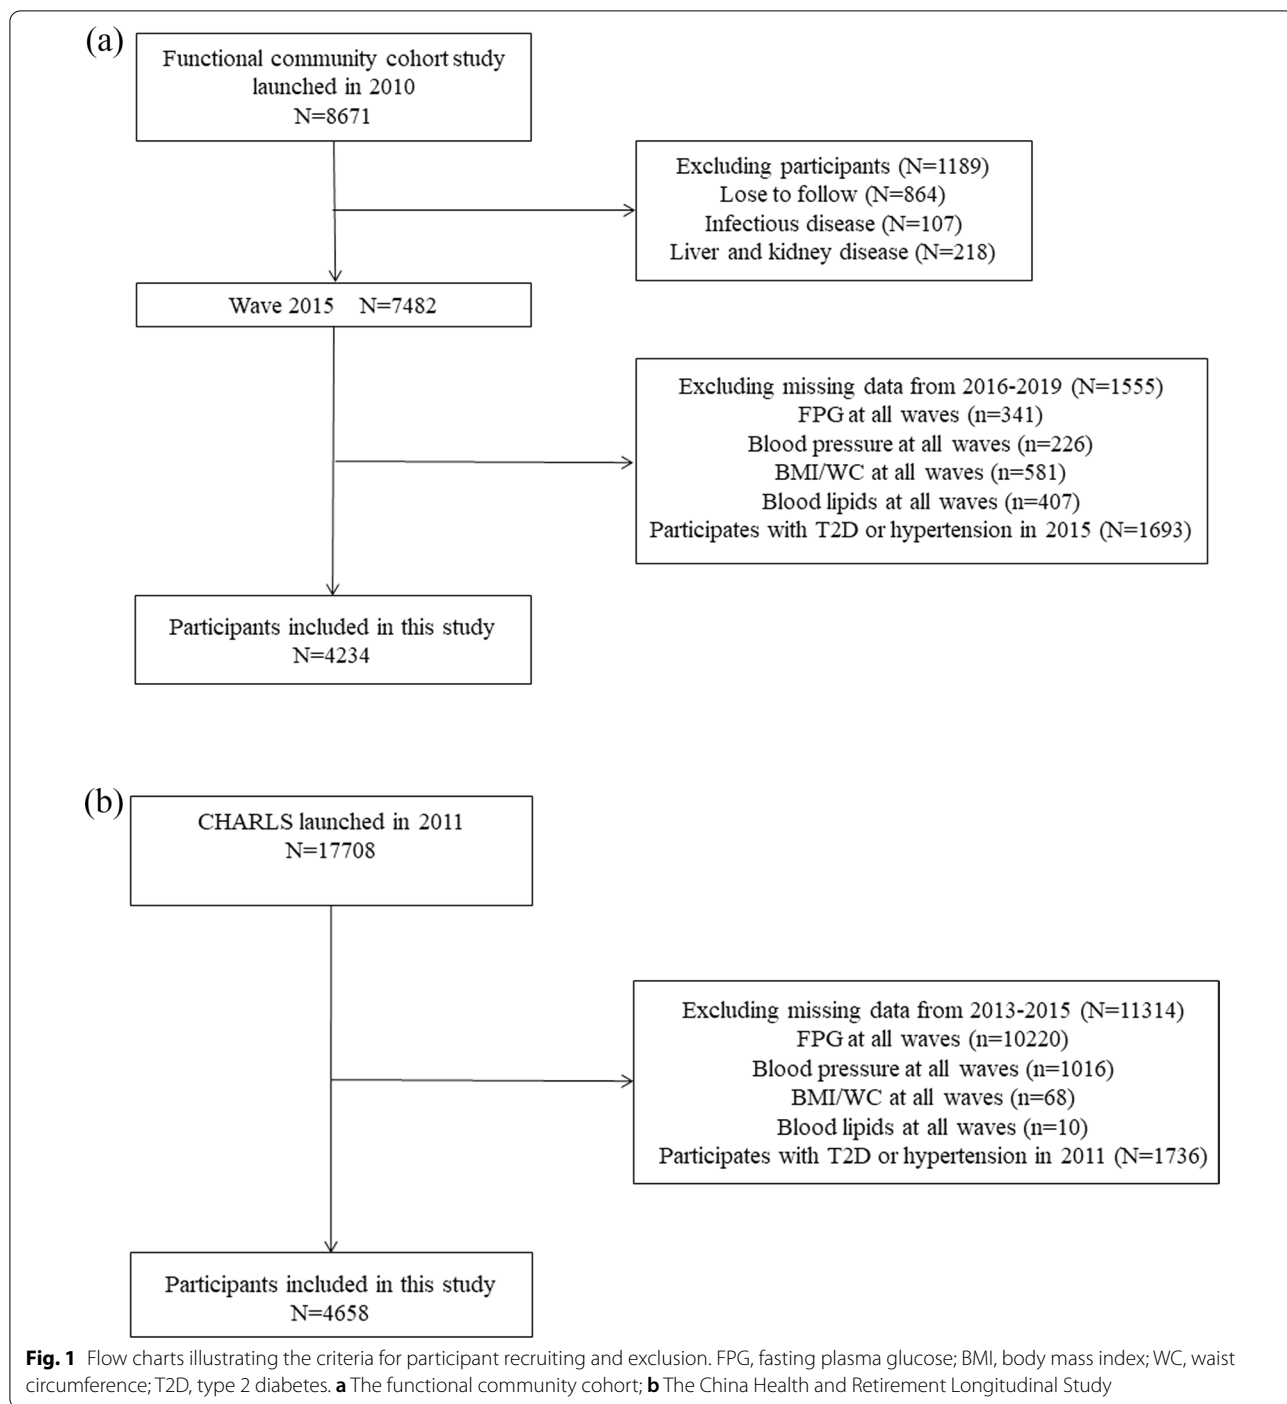 (a)
Functional community cohort study
launched in 2010
N=8671
Excluding participants (N=1189)
Lose to follow (N=864)
Infectious disease (N=107)
Liver and kidney disease (N=218)
Wave 2015 N=7482
Excluding missing data from 2016-2019 (N=1555)
FPG at all waves (n=341)
Blood pressure at all waves (n=226)
BMI/WC at all waves (n=581)
Blood lipids at all waves (n=407)
Participates with T2D or hypertension in 2015 (N=1693)
Participants included in this study
N=4234
(b)
CHARLS launched in 2011
N=17708
Excluding missing data from 2013-2015 (N=11314)
FPG at all waves (n=10220)
Blood pressure at all waves (n=1016)
BMI/WC at all waves (n=68)
Blood lipids at all waves (n=10)
Participates with T2D or hypertension in 2011 (N=1736)
Participants included in this study
N=4658
Fig. 1 Flow charts illustrating the criteria for participant recruiting and exclusion. FPG, fasting plasma glucose; BMI, body mass index; WC, waist
circumference; T2D, type 2 diabetes. a The functional community cohort; b The China Health and Retirement Longitudinal Study